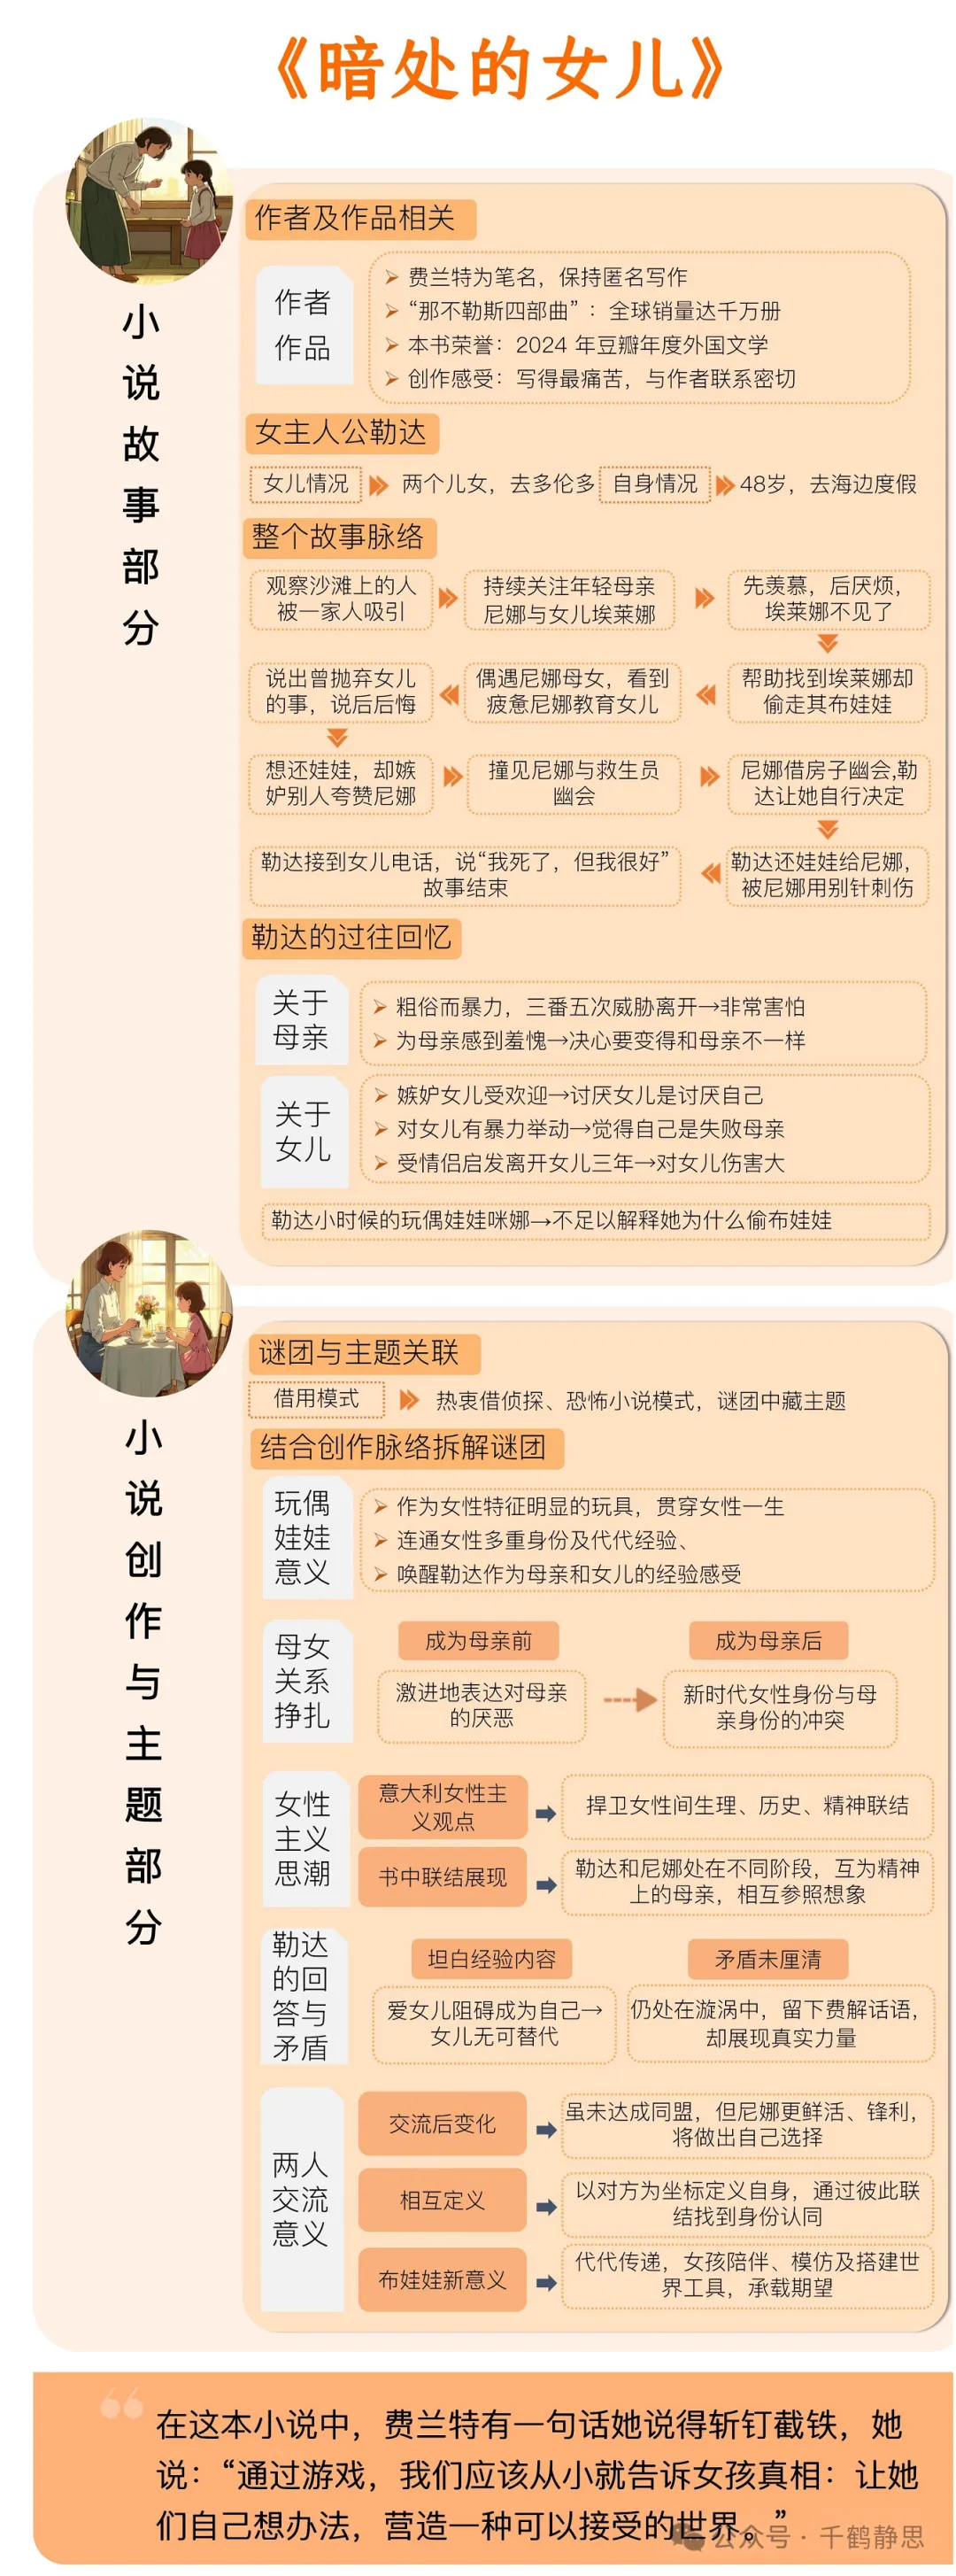 《暗处的女儿》
小说故事部分
作者及作品相关
作者
作品
费兰特为笔名，保持匿名写作
“那不勒斯四部曲”：全球销量达千万册
本书荣誉：2024 年豆瓣年度外国文学
创作感受：写得最痛苦，与作者联系密切
女主人公勒达
女儿情况
两个儿女，去多伦多
自身情况
48岁，去海边度假
整个故事脉络
观察沙滩上的人
被一家人吸引
持续关注年轻母亲
尼娜与女儿埃莱娜
先羡慕，后厌烦，
埃莱娜不见了
帮助找到埃莱娜却
偷走其布娃娃
偶遇尼娜母女，看到
疲惫尼娜教育女儿
说出曾抛弃女儿
的事，说后后悔
想还娃娃，却嫉
妒别人夸赞尼娜
撞见尼娜与救生员
幽会
尼娜借房子幽会,勒
达让她自行决定
勒达还娃娃给尼娜，
被尼娜用别针刺伤
勒达接到女儿电话，说“我死了，但我很好”
故事结束
勒达的过往回忆
关于
母亲
粗俗而暴力，三番五次威胁离开→非常害怕
为母亲感到羞愧→决心要变得和母亲不一样
关于
女儿
嫉妒女儿受欢迎→讨厌女儿是讨厌自己
对女儿有暴力举动→觉得自己是失败母亲
受情侣启发离开女儿三年→对女儿伤害大
勒达小时候的玩偶娃娃咪娜→不足以解释她为什么偷布娃娃
小说创作与主题部分
谜团与主题关联
借用模式
热衷借侦探、恐怖小说模式，谜团中藏主题
结合创作脉络拆解谜团
玩偶
娃娃
意义
作为女性特征明显的玩具，贯穿女性一生
连通女性多重身份及代代经验、
唤醒勒达作为母亲和女儿的经验感受
母女
关系
挣扎
成为母亲前
激进地表达对母亲
的厌恶
成为母亲后
新时代女性身份与母
亲身份的冲突
女性
主义
思潮
意大利女性主
义观点
捍卫女性间生理、历史、精神联结
书中联结展现
勒达和尼娜处在不同阶段，互为精神
上的母亲，相互参照想象
勒达
的回
答与
矛盾
坦白经验内容
爱女儿阻碍成为自己→
女儿无可替代
矛盾未厘清
仍处在漩涡中，留下费解话语，
却展现真实力量
两人
交流
意义
交流后变化
虽未达成同盟，但尼娜更鲜活、锋利，
将做出自己选择
相互定义
以对方为坐标定义自身，通过彼此联
结找到身份认同
布娃娃新意义
代代传递，女孩陪伴、模仿及搭建世
界工具，承载期望
在这本小说中，费兰特有一句话她说得斩钉截铁，她
说：“通过游戏，我们应该从小就告诉女孩真相：让她
们自己想办法，营造一种可以接受的世界。”
公众号·千鹤静思